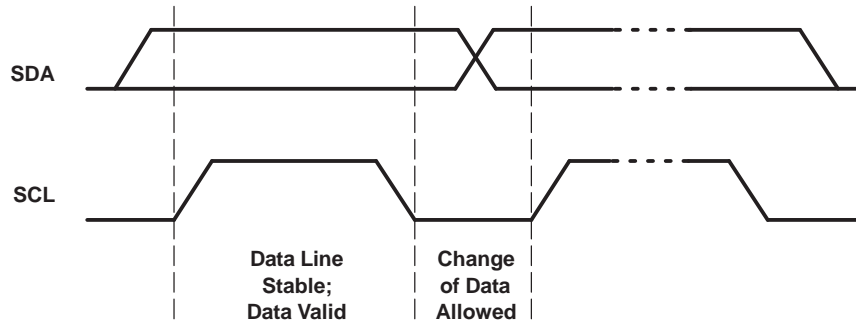 SDA
SCL
Data Line
Stable;
Data Valid
Change
of Data
Allowed